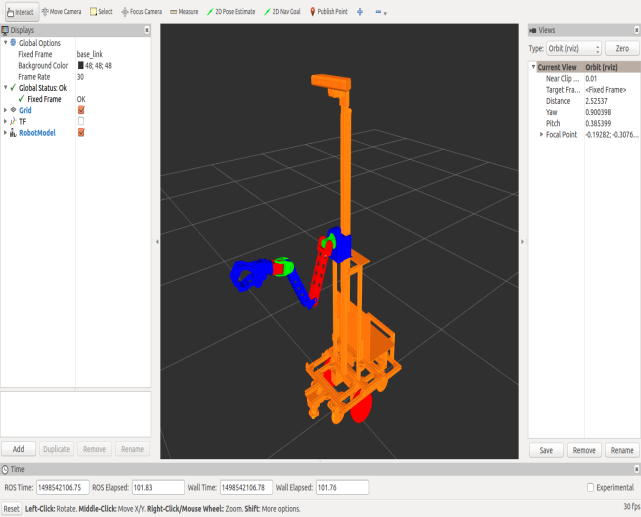 Interact Move Camera Select Focus Camera Measure 2D Pose Estimate 2D Nav Goal Publish Point
Displays
Global Options
Fixed Frame base_link
Background Color 48; 48; 48
Frame Rate 30
Global Status: Ok
Fixed Frame OK
Grid
TF
RobotModel
Add Duplicate Remove Rename
Views
Type: Orbit (rviz) Zero
Current View Orbit (rviz)
Near Clip ... 0.01
Target Fra... <Fixed Frame>
Distance 2.52537
Yaw 0.900398
Pitch 0.385399
Focal Point -0.19282; -0.3076...
Save Remove Rename
Time
ROS Time: 1498542106.75 ROS Elapsed: 101.83 Wall Time: 1498542106.78 Wall Elapsed: 101.76 Experimental
Reset Left-Click: Rotate. Middle-Click: Move X/Y. Right-Click/Mouse Wheel: Zoom. Shift: More options. 30 fps